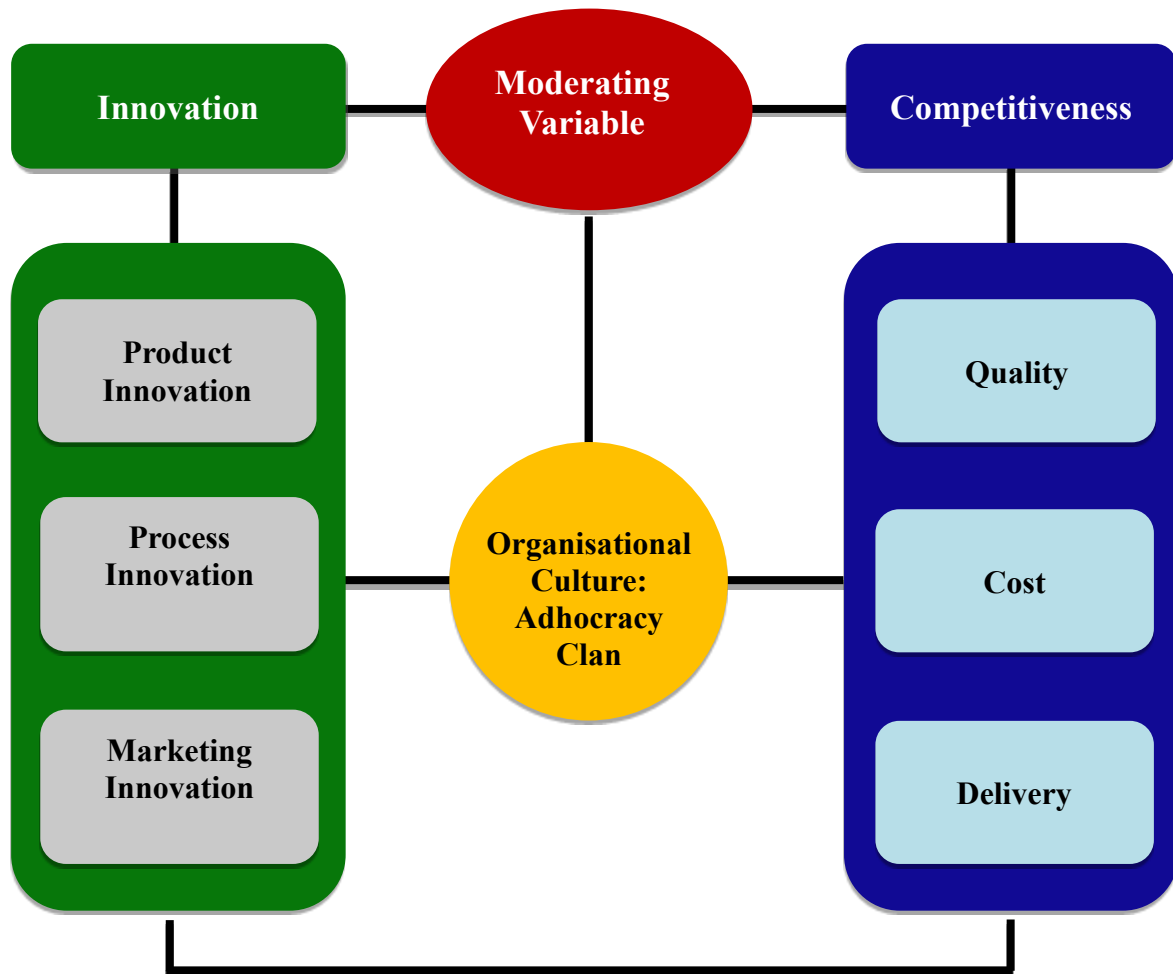 Innovation
Moderating
Variable
Competitiveness
Product
Innovation
Process
Innovation
Marketing
Innovation
Organisational
Culture:
Adhocracy
Clan
Quality
Cost
Delivery